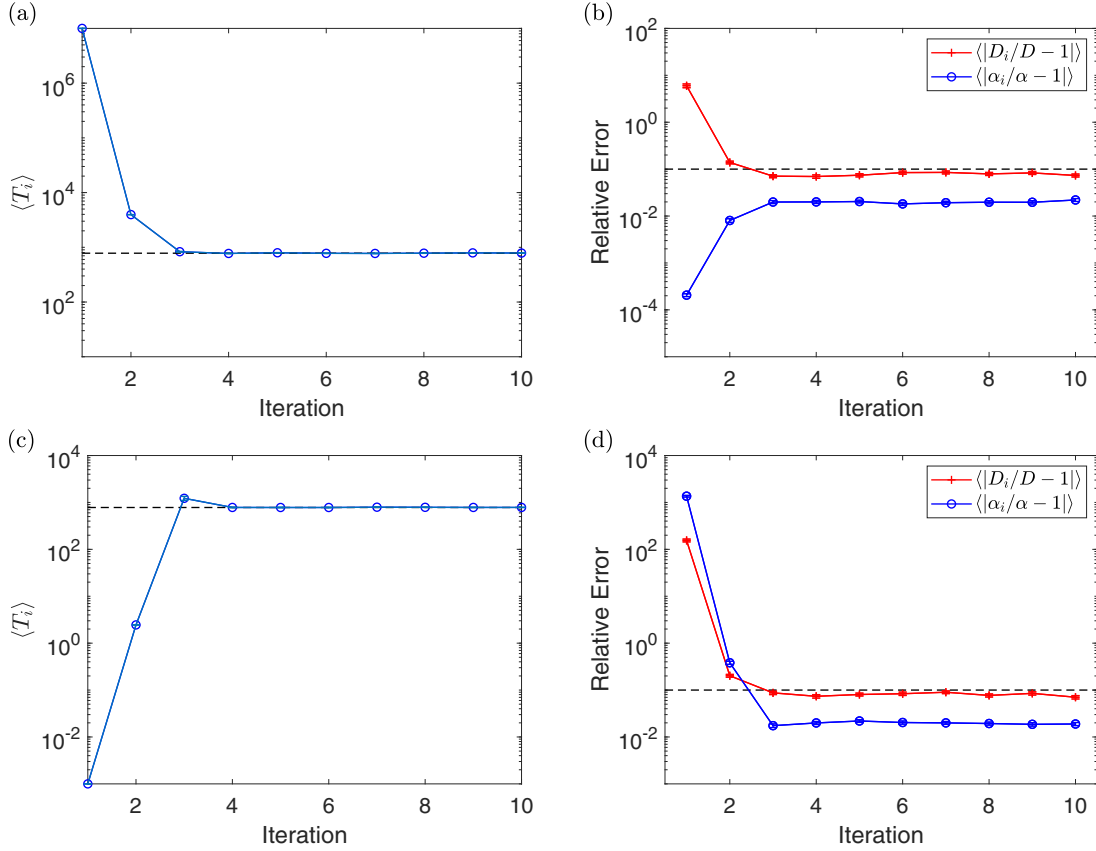 (a)
10^6
10^4
10^2
⟨T_i⟩
2 4 6 8 10
Iteration
(b)
10^2
10^0
10^-2
10^-4
Relative Error
⟨|D_i/D − 1|⟩
⟨|α_i/α − 1|⟩
2 4 6 8 10
Iteration
(c)
10^4
10^2
10^0
10^-2
⟨T_i⟩
2 4 6 8 10
Iteration
(d)
10^4
10^2
10^0
10^-2
Relative Error
⟨|D_i/D − 1|⟩
⟨|α_i/α − 1|⟩
2 4 6 8 10
Iteration